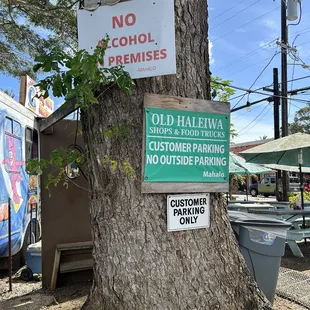 NO
ALCOHOL
PREMISES
OLD HALEIWA
SHOPS & FOOD TRUCKS
CUSTOMER PARKING
NO OUTSIDE PARKING
Mahalo
CUSTOMER
PARKING
ONLY